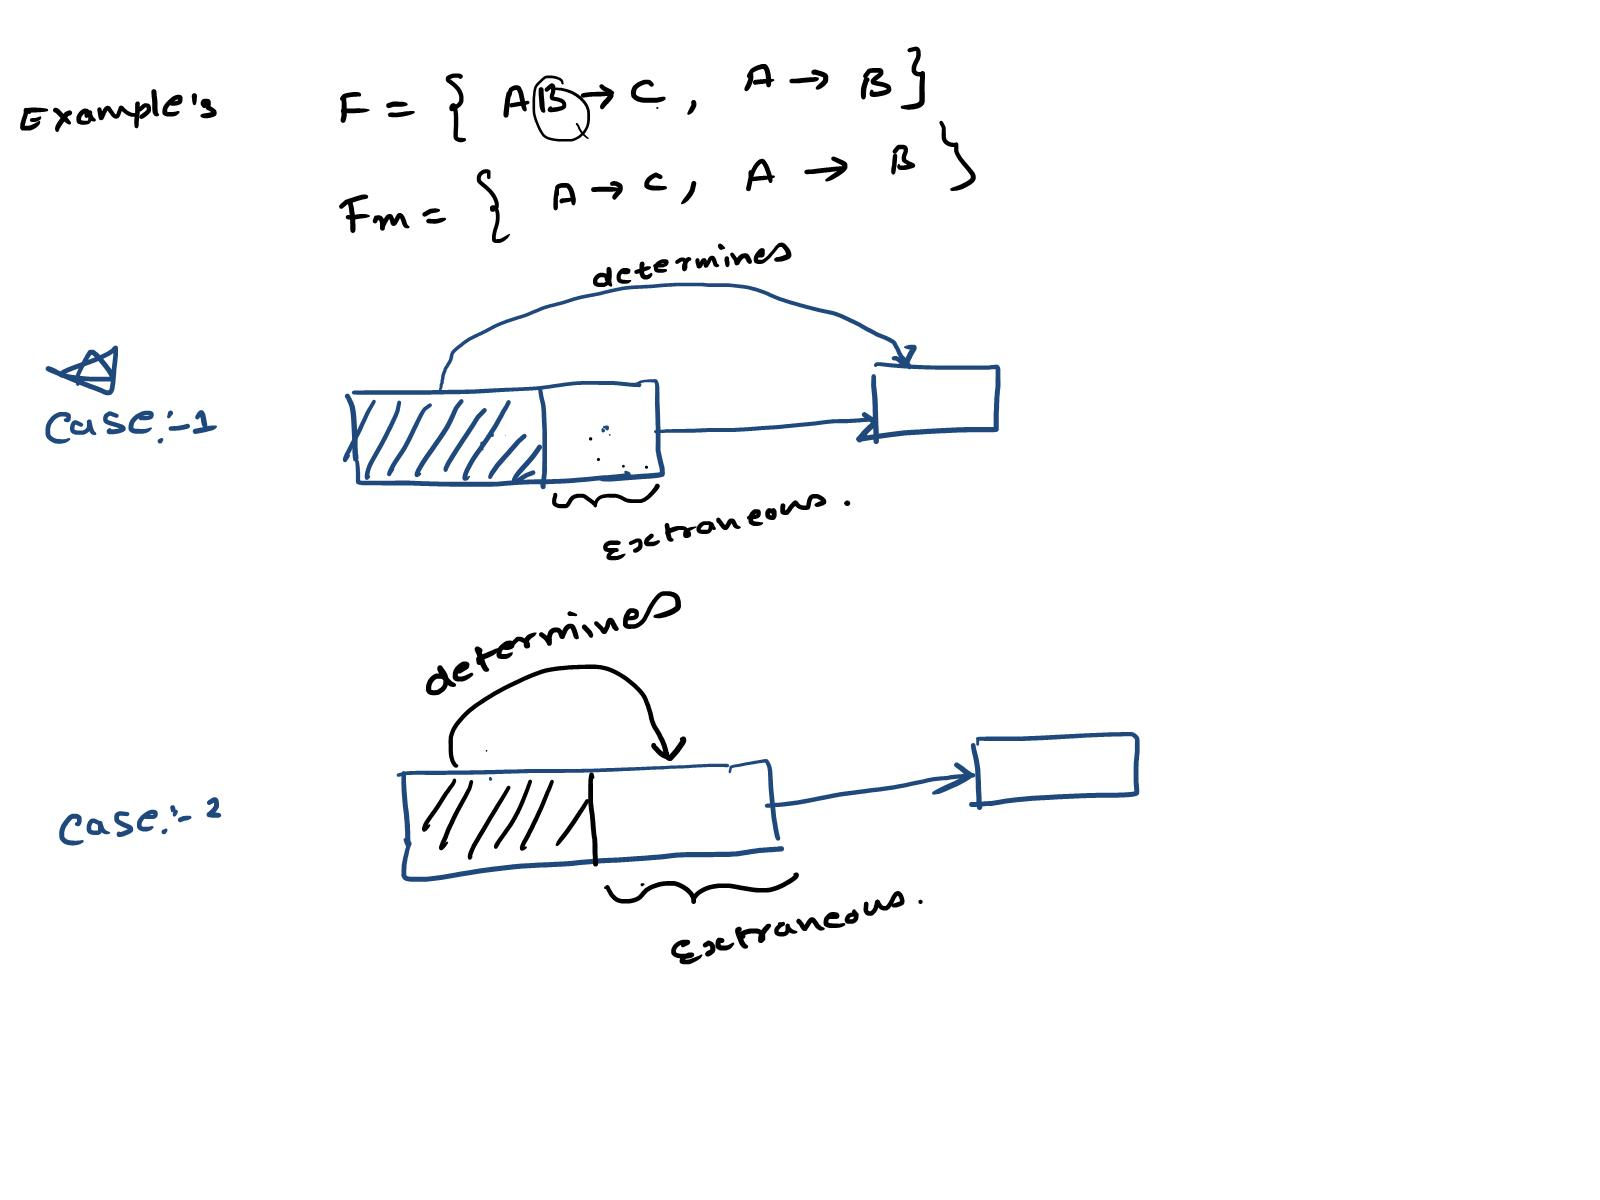 Example's F = { AB → C , A → B }
Fm = { A → C , A → B }
determines
Case:-1
Extraneous.
determines
Case:-2
Extraneous.